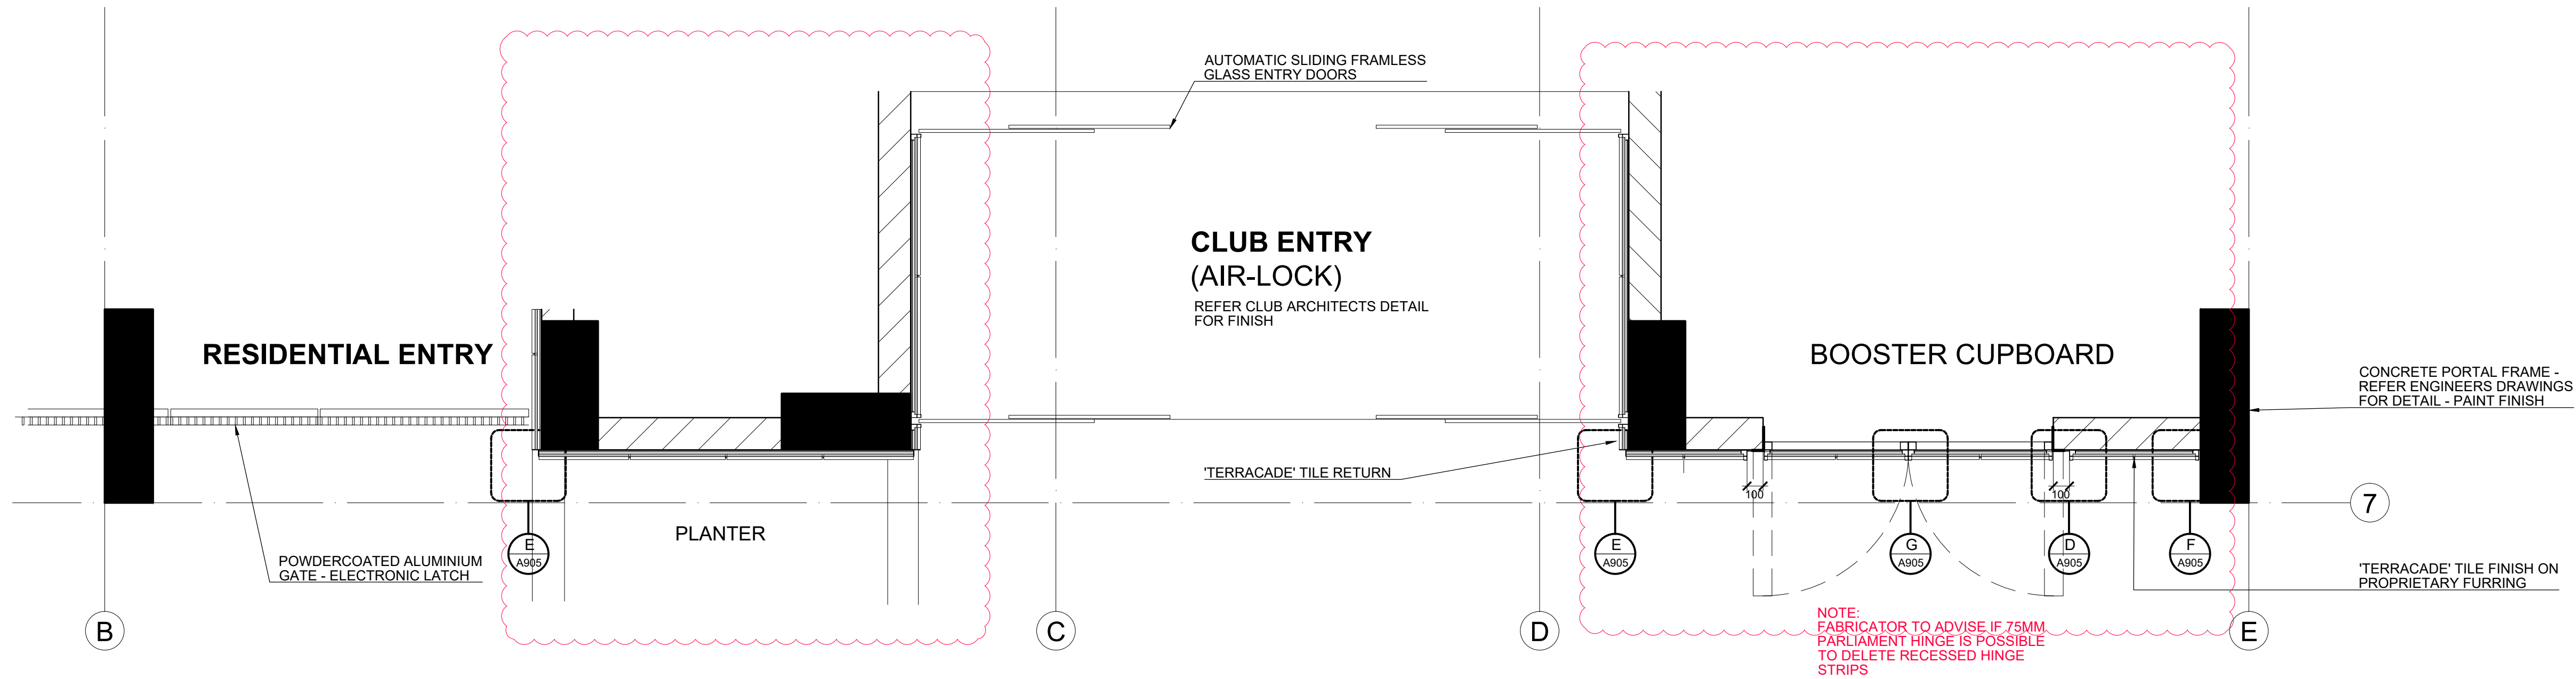 AUTOMATIC SLIDING FRAMLESS
GLASS ENTRY DOORS
CLUB ENTRY
(AIR-LOCK)
REFER CLUB ARCHITECTS DETAIL
FOR FINISH
RESIDENTIAL ENTRY
BOOSTER CUPBOARD
CONCRETE PORTAL FRAME -
REFER ENGINEERS DRAWINGS
FOR DETAIL - PAINT FINISH
'TERRACADE' TILE RETURN
100
100
7
PLANTER
POWDERCOATED ALUMINIUM
GATE - ELECTRONIC LATCH
E
A905
E
A905
G
A905
D
A905
F
A905
'TERRACADE' TILE FINISH ON
PROPRIETARY FURRING
NOTE:
FABRICATOR TO ADVISE IF 75MM
PARLIAMENT HINGE IS POSSIBLE
TO DELETE RECESSED HINGE
STRIPS
B
C
D
E